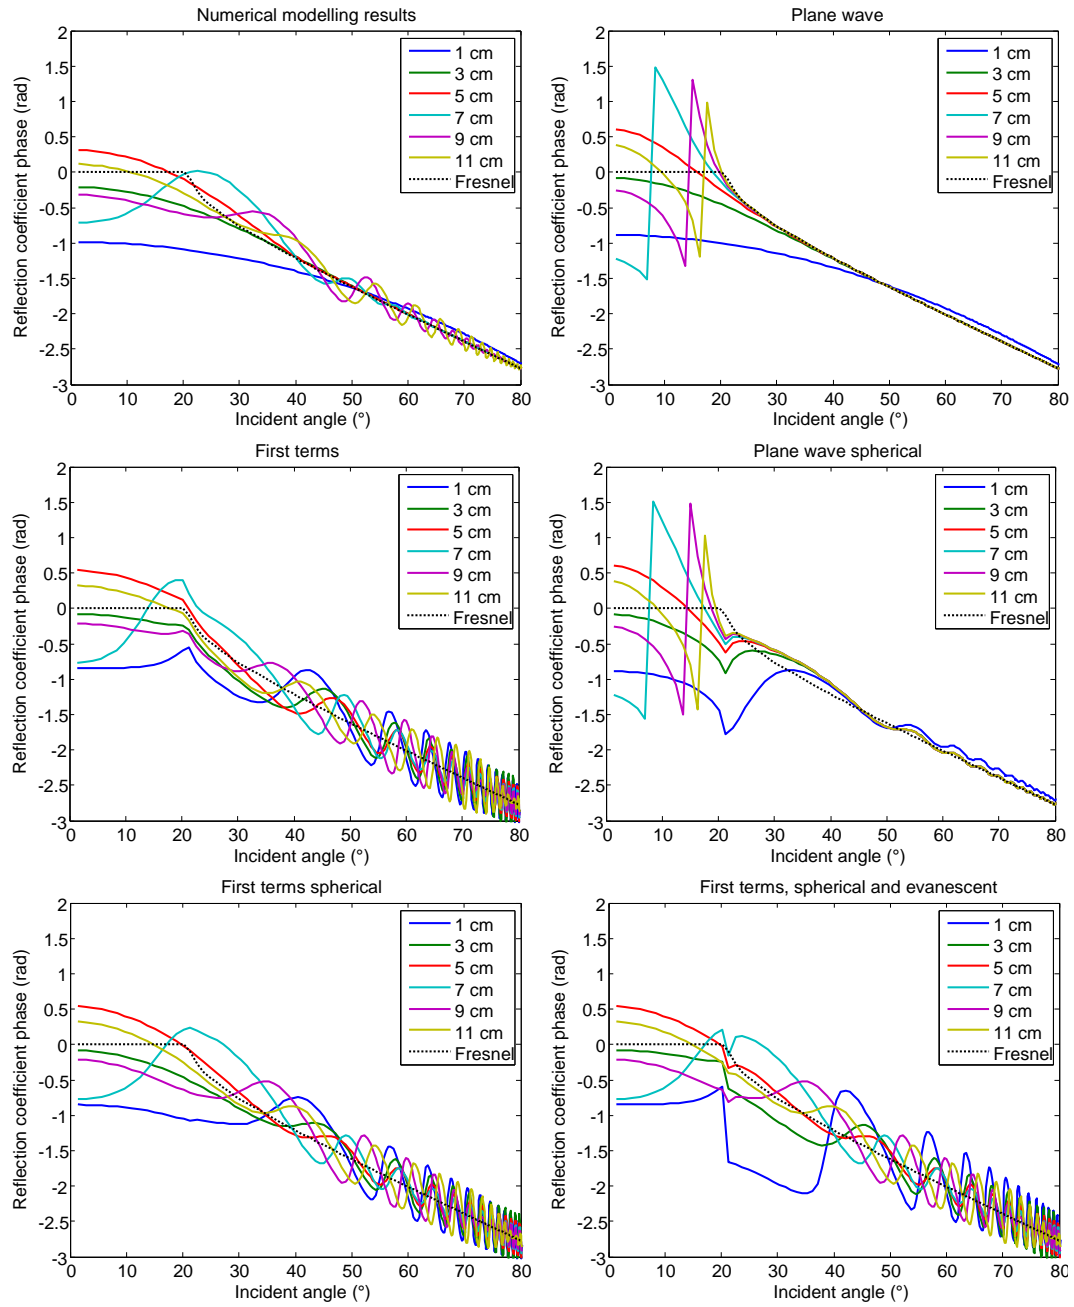 Numerical modelling results
Reflection coefficient phase (rad)
2
1.5
1
0.5
0
-0.5
-1
-1.5
-2
-2.5
-3
0 10 20 30 40 50 60 70 80
Incident angle (°)
1 cm
3 cm
5 cm
7 cm
9 cm
11 cm
Fresnel
Plane wave
Reflection coefficient phase (rad)
2
1.5
1
0.5
0
-0.5
-1
-1.5
-2
-2.5
-3
0 10 20 30 40 50 60 70 80
Incident angle (°)
1 cm
3 cm
5 cm
7 cm
9 cm
11 cm
Fresnel
First terms
Reflection coefficient phase (rad)
2
1.5
1
0.5
0
-0.5
-1
-1.5
-2
-2.5
-3
0 10 20 30 40 50 60 70 80
Incident angle (°)
1 cm
3 cm
5 cm
7 cm
9 cm
11 cm
Fresnel
Plane wave spherical
Reflection coefficient phase (rad)
2
1.5
1
0.5
0
-0.5
-1
-1.5
-2
-2.5
-3
0 10 20 30 40 50 60 70 80
Incident angle (°)
1 cm
3 cm
5 cm
7 cm
9 cm
11 cm
Fresnel
First terms spherical
Reflection coefficient phase (rad)
2
1.5
1
0.5
0
-0.5
-1
-1.5
-2
-2.5
-3
0 10 20 30 40 50 60 70 80
Incident angle (°)
1 cm
3 cm
5 cm
7 cm
9 cm
11 cm
Fresnel
First terms, spherical and evanescent
Reflection coefficient phase (rad)
2
1.5
1
0.5
0
-0.5
-1
-1.5
-2
-2.5
-3
0 10 20 30 40 50 60 70 80
Incident angle (°)
1 cm
3 cm
5 cm
7 cm
9 cm
11 cm
Fresnel